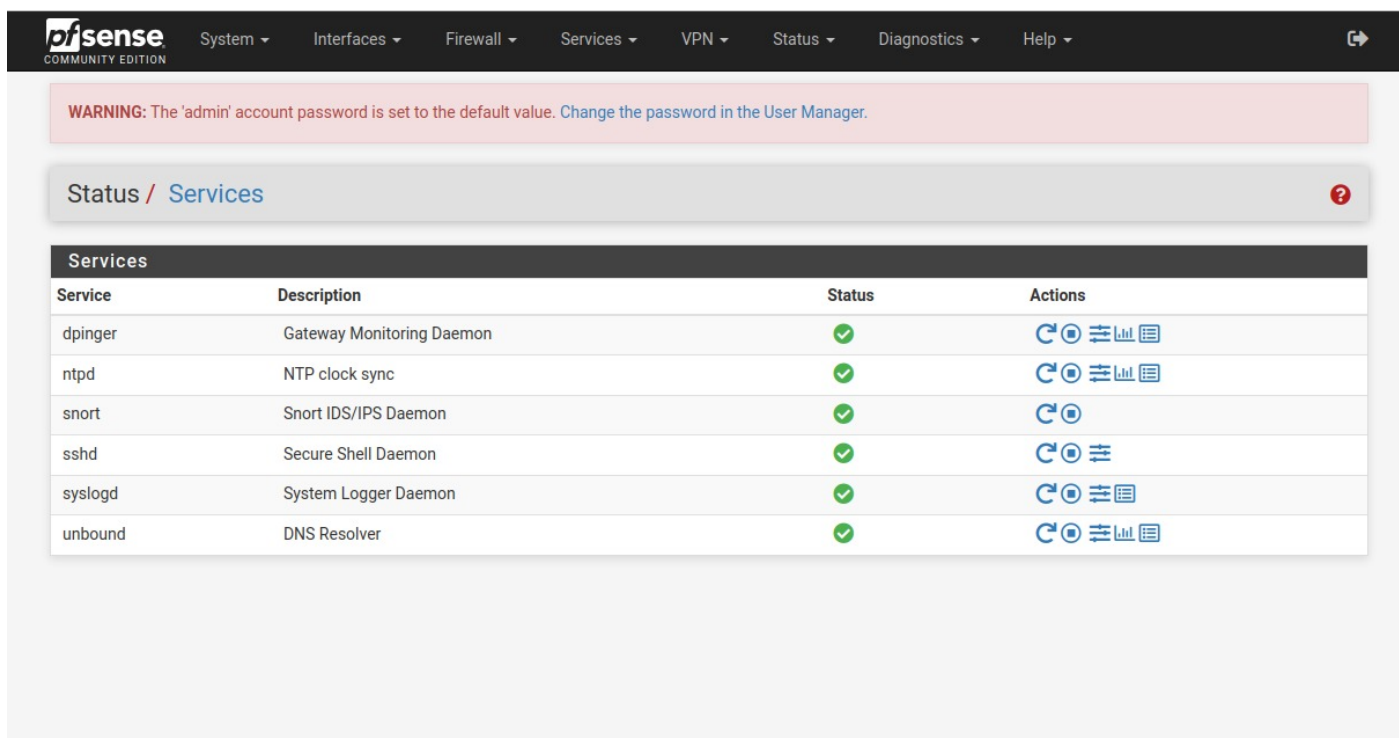 pfsense System Interfaces Firewall Services VPN Status Diagnostics Help
COMMUNITY EDITION
WARNING: The 'admin' account password is set to the default value. Change the password in the User Manager.
Status / Services
Services
Service Description Status Actions
dpinger Gateway Monitoring Daemon
ntpd NTP clock sync
snort Snort IDS/IPS Daemon
sshd Secure Shell Daemon
syslogd System Logger Daemon
unbound DNS Resolver